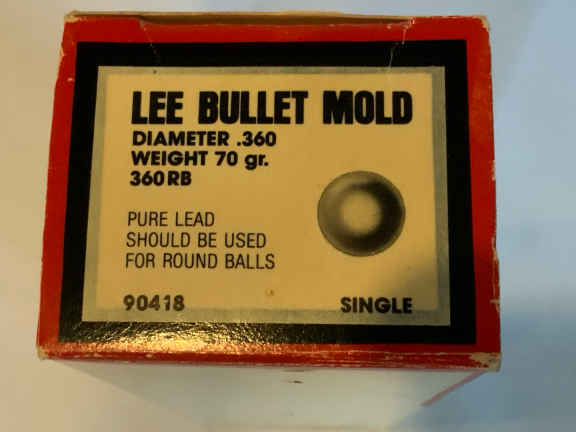 LEE BULLET MOLD
DIAMETER .360
WEIGHT 70 gr.
360RB
PURE LEAD
SHOULD BE USED
FOR ROUND BALLS
90418 SINGLE